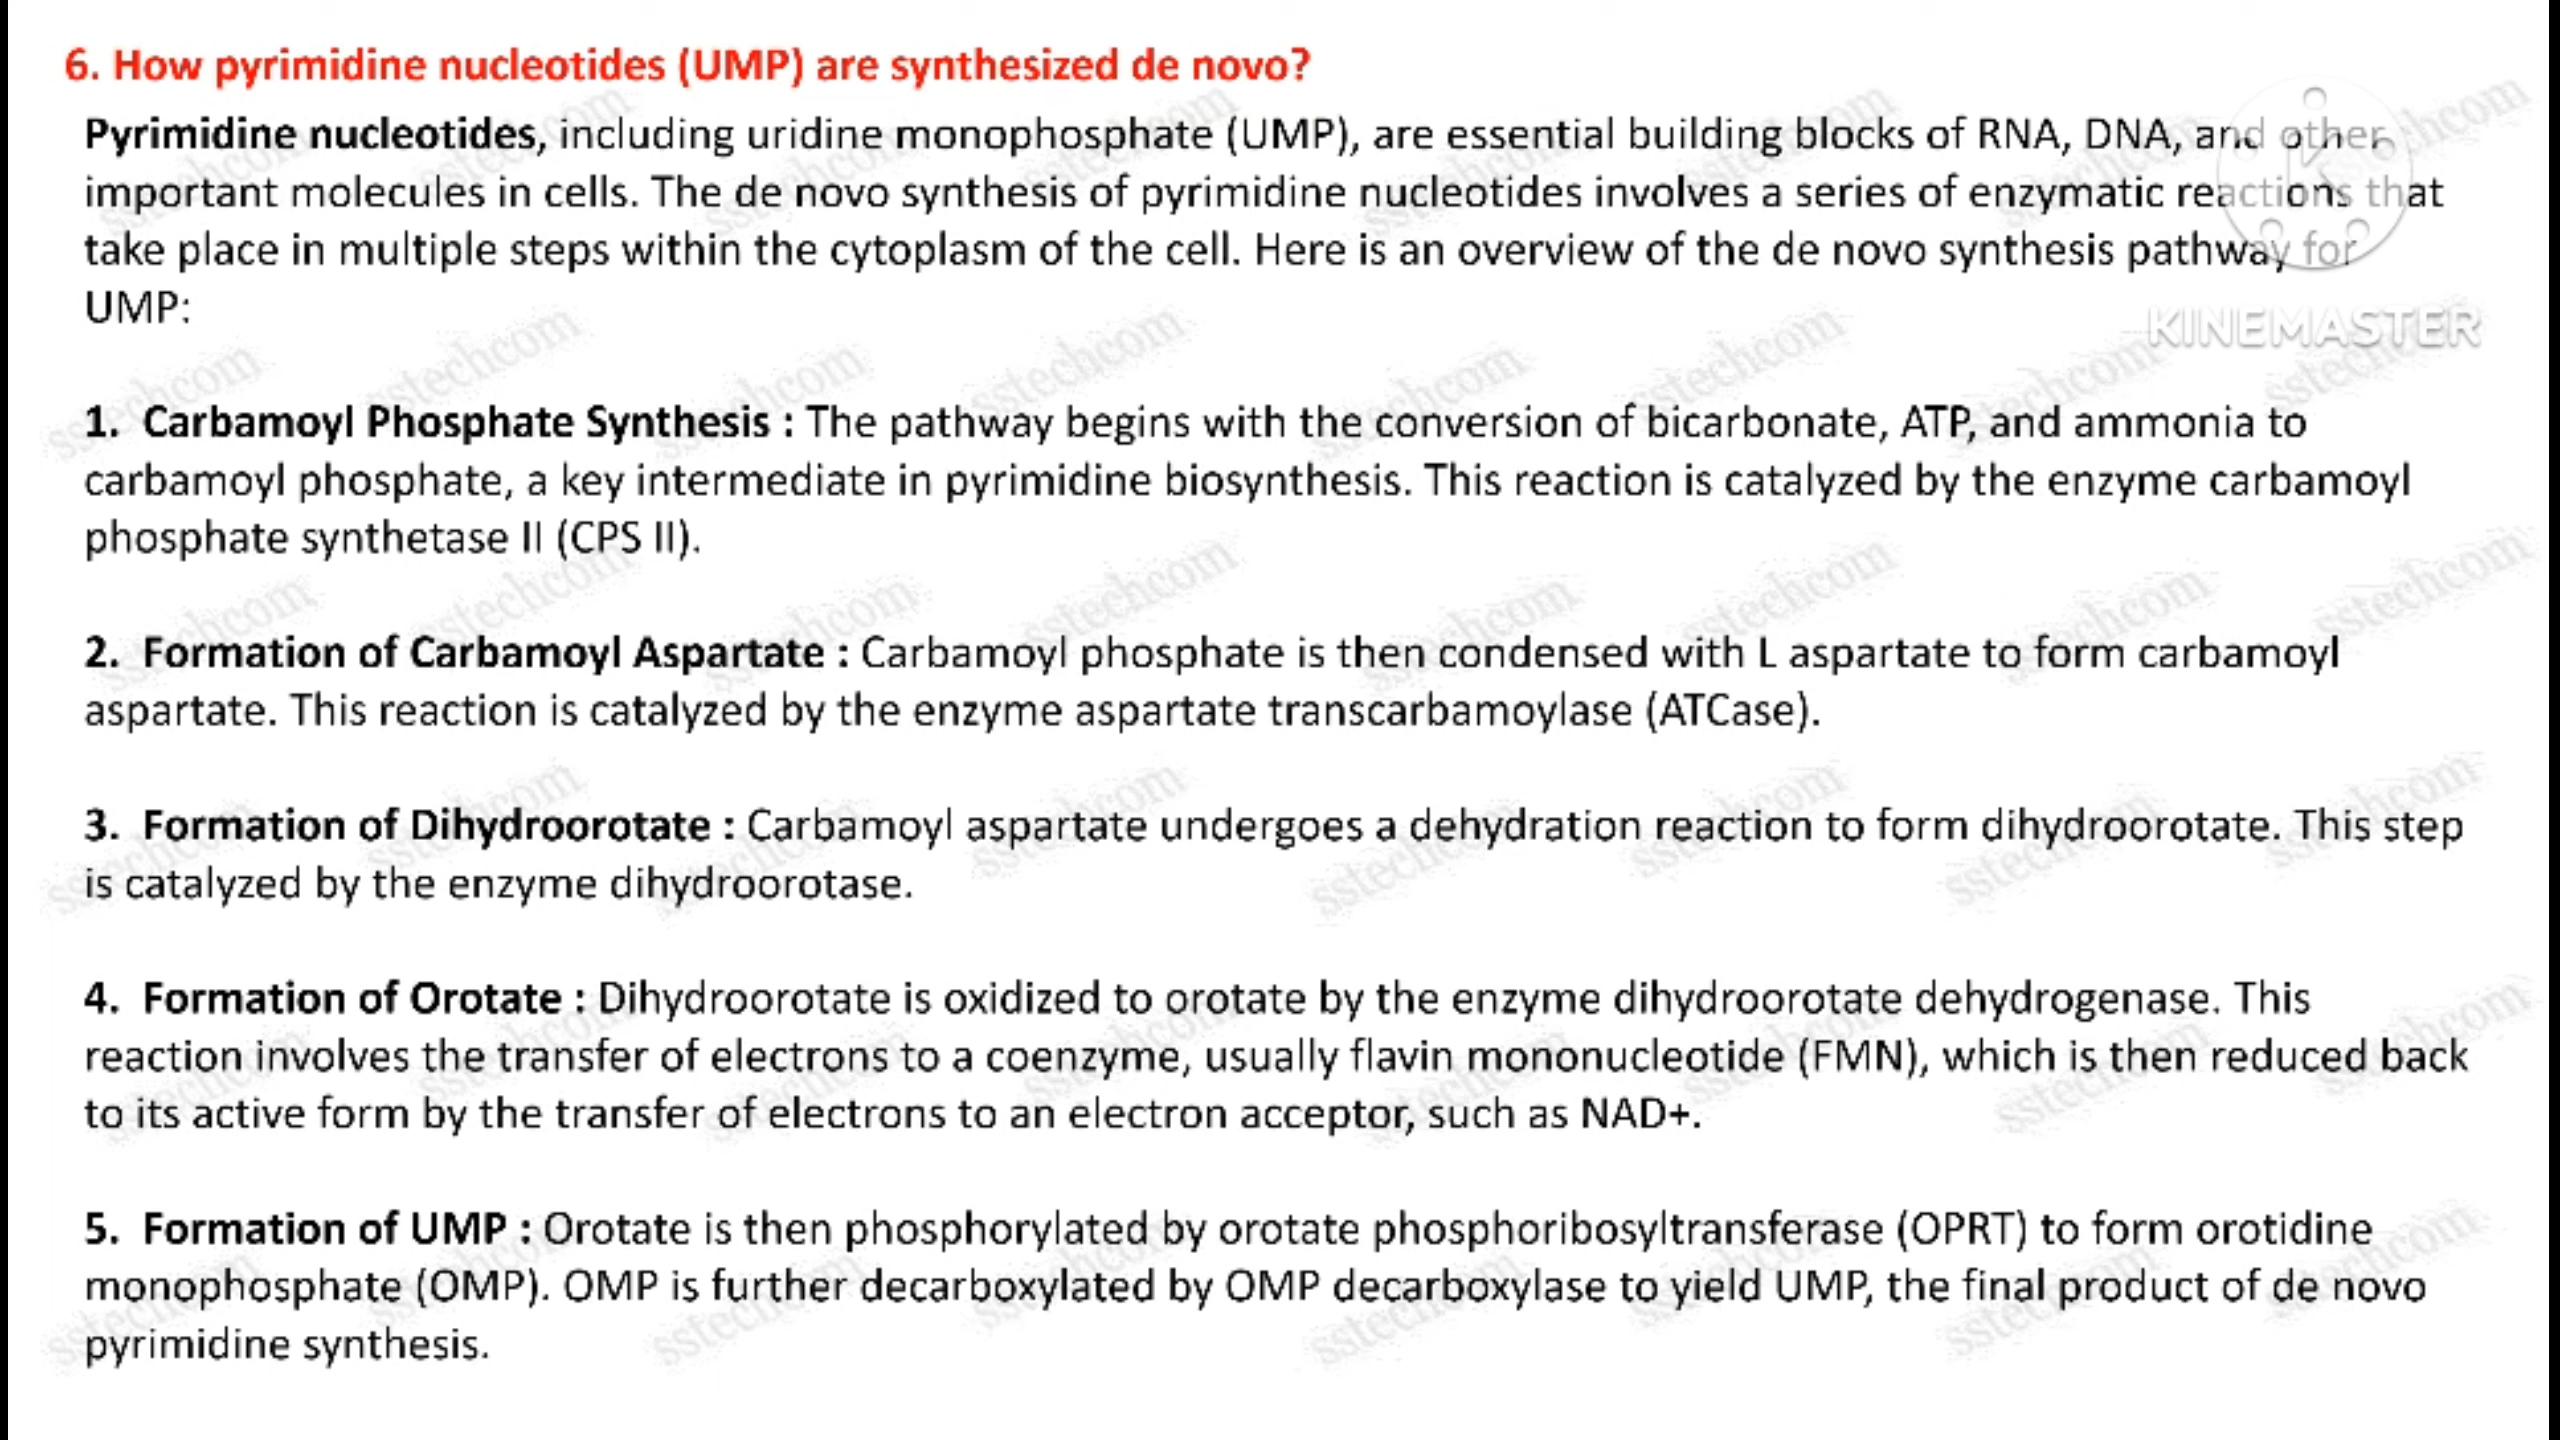 6. How pyrimidine nucleotides (UMP) are synthesized de novo?
Pyrimidine nucleotides, including uridine monophosphate (UMP), are essential building blocks of RNA, DNA, and other
important molecules in cells. The de novo synthesis of pyrimidine nucleotides involves a series of enzymatic reactions that
take place in multiple steps within the cytoplasm of the cell. Here is an overview of the de novo synthesis pathway for
UMP:
KINEMASTER
1. Carbamoyl Phosphate Synthesis : The pathway begins with the conversion of bicarbonate, ATP, and ammonia to
carbamoyl phosphate, a key intermediate in pyrimidine biosynthesis. This reaction is catalyzed by the enzyme carbamoyl
phosphate synthetase II (CPS II).
2. Formation of Carbamoyl Aspartate : Carbamoyl phosphate is then condensed with L aspartate to form carbamoyl
aspartate. This reaction is catalyzed by the enzyme aspartate transcarbamoylase (ATCase).
3. Formation of Dihydroorotate : Carbamoyl aspartate undergoes a dehydration reaction to form dihydroorotate. This step
is catalyzed by the enzyme dihydroorotase.
4. Formation of Orotate : Dihydroorotate is oxidized to orotate by the enzyme dihydroorotate dehydrogenase. This
reaction involves the transfer of electrons to a coenzyme, usually flavin mononucleotide (FMN), which is then reduced back
to its active form by the transfer of electrons to an electron acceptor, such as NAD+.
5. Formation of UMP : Orotate is then phosphorylated by orotate phosphoribosyltransferase (OPRT) to form orotidine
monophosphate (OMP). OMP is further decarboxylated by OMP decarboxylase to yield UMP, the final product of de novo
pyrimidine synthesis.
sstechcom